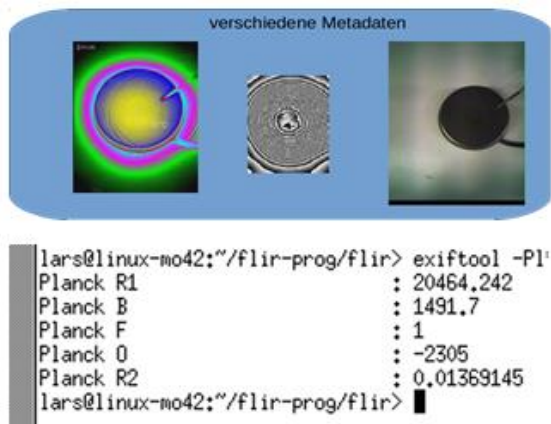 verschiedene Metadaten
lars@linux-mo42:~/flir-prog/flir> exiftool -Pl
Planck R1 : 20464.242
Planck B : 1491.7
Planck F : 1
Planck O : -2305
Planck R2 : 0.01369145
lars@linux-mo42:~/flir-prog/flir>